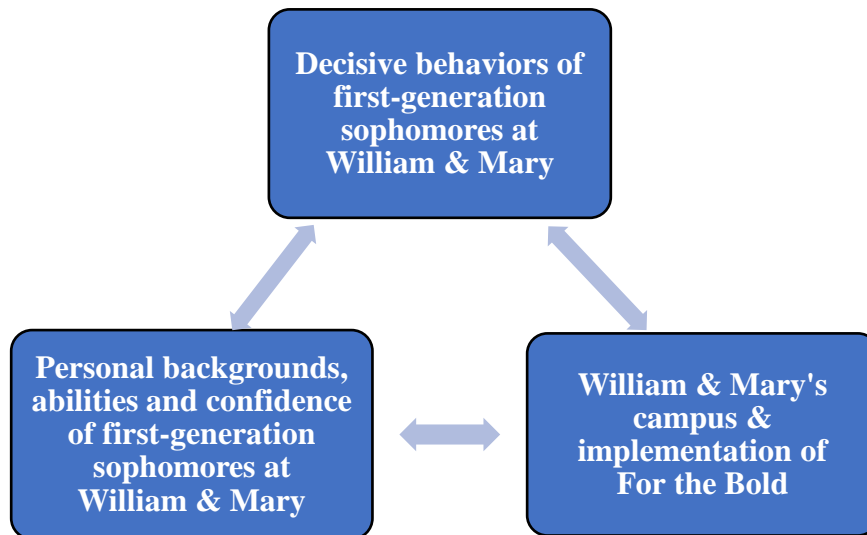 Decisive behaviors of
first-generation
sophomores at
William & Mary
Personal backgrounds,
abilities and confidence
of first-generation
sophomores at
William & Mary
William & Mary's
campus &
implementation of
For the Bold